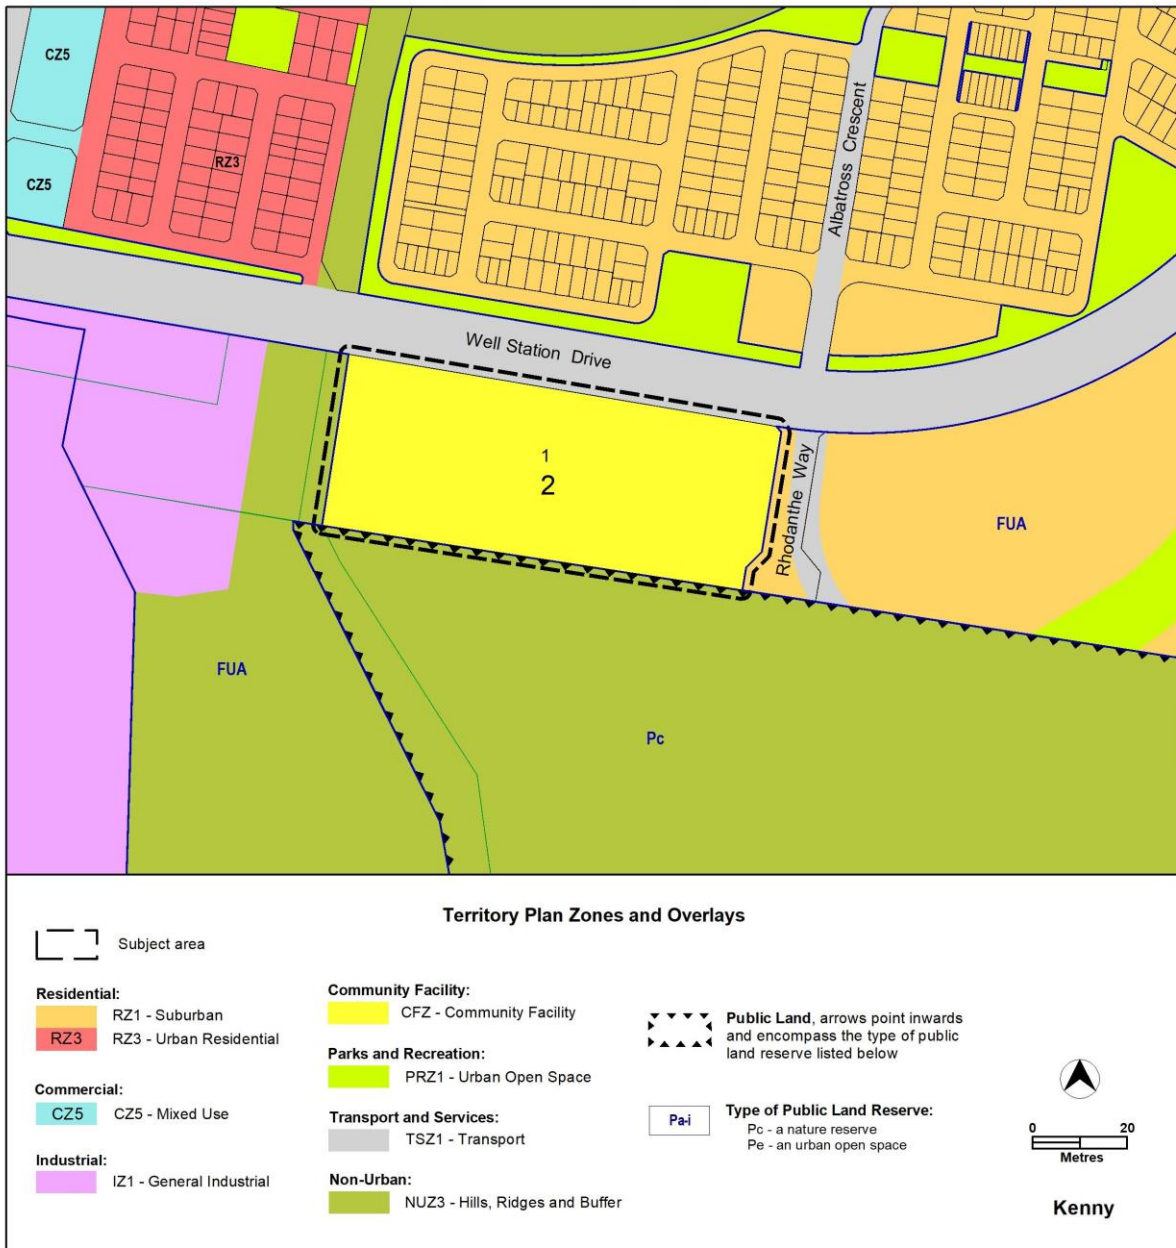 CZ5
CZ5
RZ3
Albatross Crescent
Well Station Drive
1
2
Rhodanthe Way
FUA
FUA
Pc
Territory Plan Zones and Overlays
Subject area
Residential:
RZ1 - Suburban
RZ3 RZ3 - Urban Residential
Commercial:
CZ5 CZ5 - Mixed Use
Industrial:
IZ1 - General Industrial
Community Facility:
CFZ - Community Facility
Parks and Recreation:
PRZ1 - Urban Open Space
Transport and Services:
TSZ1 - Transport
Non-Urban:
NUZ3 - Hills, Ridges and Buffer
Public Land, arrows point inwards
and encompass the type of public
land reserve listed below
Pa-i
Type of Public Land Reserve:
Pc - a nature reserve
Pe - an urban open space
0 20
Metres
Kenny